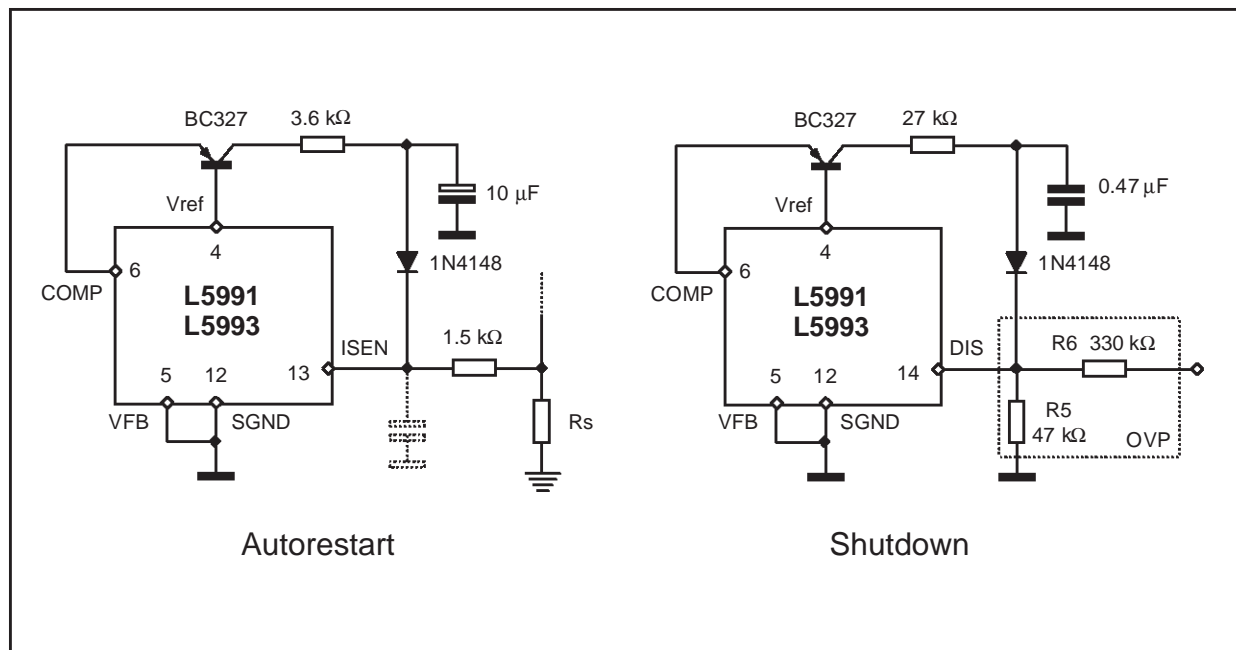 BC327
3.6 kΩ
10 μF
Vref
4
6
COMP
1N4148
L5991
L5993
ISEN
1.5 kΩ
5
12
13
VFB
SGND
Rs
Autorestart
BC327
27 kΩ
0.47 μF
Vref
4
6
COMP
1N4148
L5991
L5993
DIS
R6 330 kΩ
5
12
14
VFB
SGND
R5
47 kΩ
OVP
Shutdown